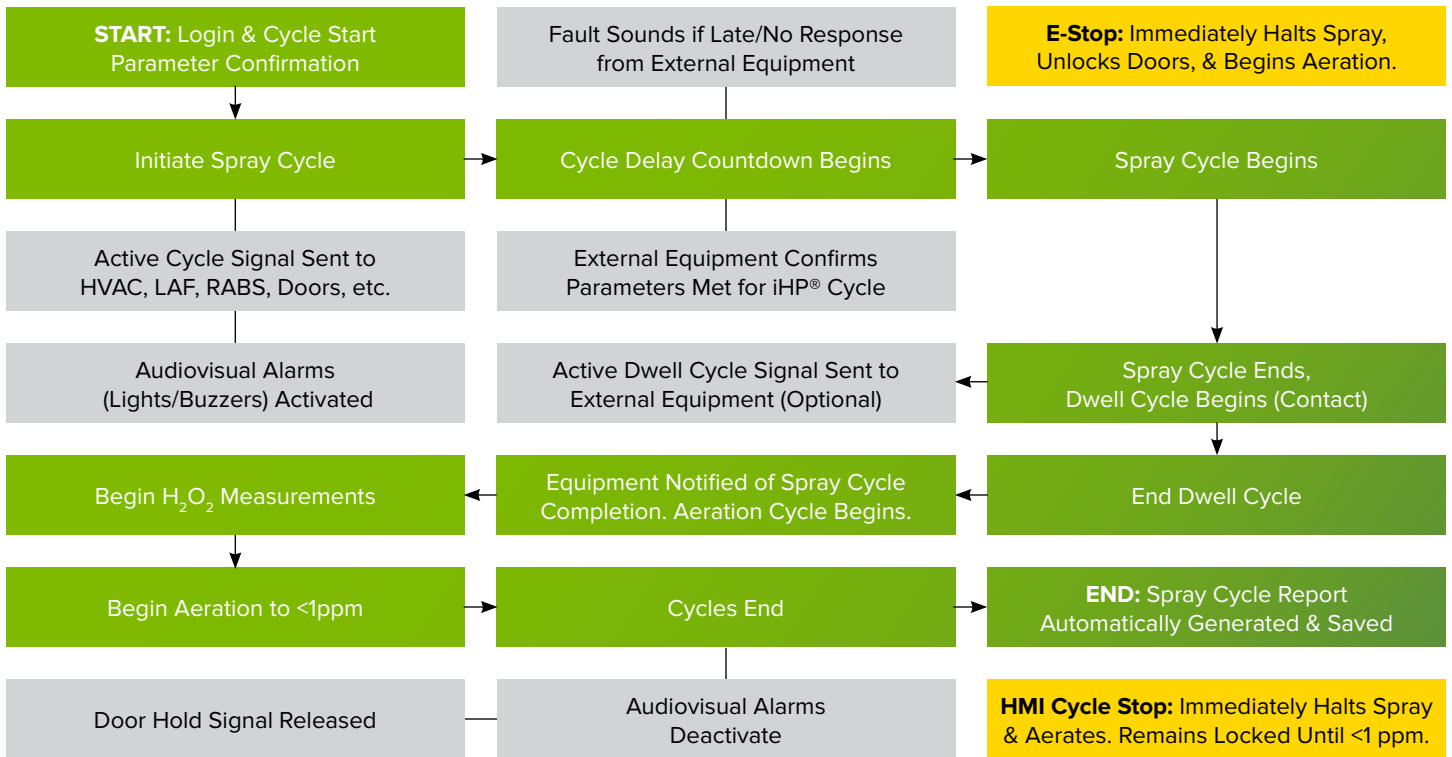 START: Login & Cycle Start
Parameter Confirmation
Fault Sounds if Late/No Response
from External Equipment
E-Stop: Immediately Halts Spray,
Unlocks Doors, & Begins Aeration.
Initiate Spray Cycle
Cycle Delay Countdown Begins
Spray Cycle Begins
Active Cycle Signal Sent to
HVAC, LAF, RABS, Doors, etc.
External Equipment Confirms
Parameters Met for iHP® Cycle
Audiovisual Alarms
(Lights/Buzzers) Activated
Active Dwell Cycle Signal Sent to
External Equipment (Optional)
Spray Cycle Ends,
Dwell Cycle Begins (Contact)
Begin H₂O₂ Measurements
Equipment Notified of Spray Cycle
Completion. Aeration Cycle Begins.
End Dwell Cycle
Begin Aeration to <1ppm
Cycles End
END: Spray Cycle Report
Automatically Generated & Saved
Door Hold Signal Released
Audiovisual Alarms
Deactivate
HMI Cycle Stop: Immediately Halts Spray
& Aerates. Remains Locked Until <1 ppm.